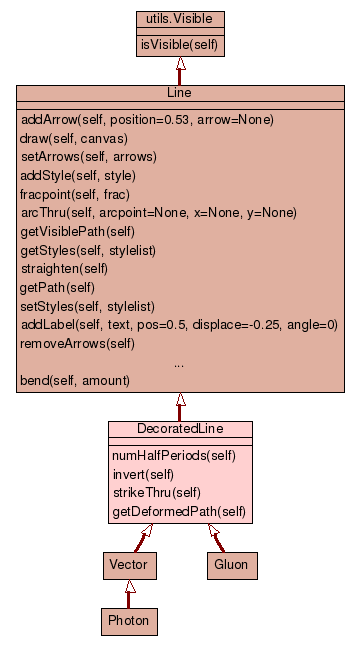 utils.Visible
isVisible(self)
Line
addArrow(self, position=0.53, arrow=None)
draw(self, canvas)
setArrows(self, arrows)
addStyle(self, style)
fracpoint(self, frac)
arcThru(self, arcpoint=None, x=None, y=None)
getVisiblePath(self)
getStyles(self, stylelist)
straighten(self)
getPath(self)
setStyles(self, stylelist)
addLabel(self, text, pos=0.5, displace=-0.25, angle=0)
removeArrows(self)
...
bend(self, amount)
DecoratedLine
numHalfPeriods(self)
invert(self)
strikeThru(self)
getDeformedPath(self)
Vector
Gluon
Photon